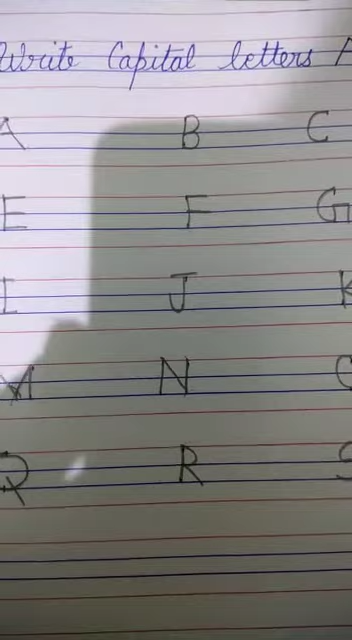 Write Capital letters A
A B C
E F G
I J K
M N O
Q R S